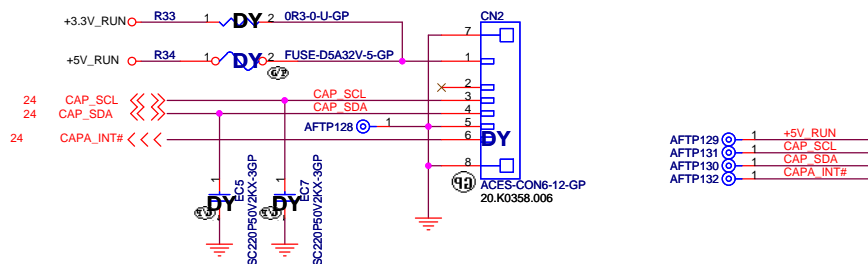 R33 1 DY 2 0R3-0-U-GP CN2
+3.3V_RUN
7
R34 1 DY 2 FUSE-D5A32V-5-GP 1
+5V_RUN
2
24 CAP_SCL CAP_SCL 3
24 CAP_SDA CAP_SDA 4
AFTP128 1 5
24 CAPA_INT# 6 DY
8
AFTP129 1 +5V_RUN
AFTP131 1 CAP_SCL
AFTP130 1 CAP_SDA
AFTP132 1 CAPA_INT#
ACES-CON6-12-GP
20.K0358.006
1 DY EC5
SC220P50V2KX-3GP
1 DY EC7
SC220P50V2KX-3GP